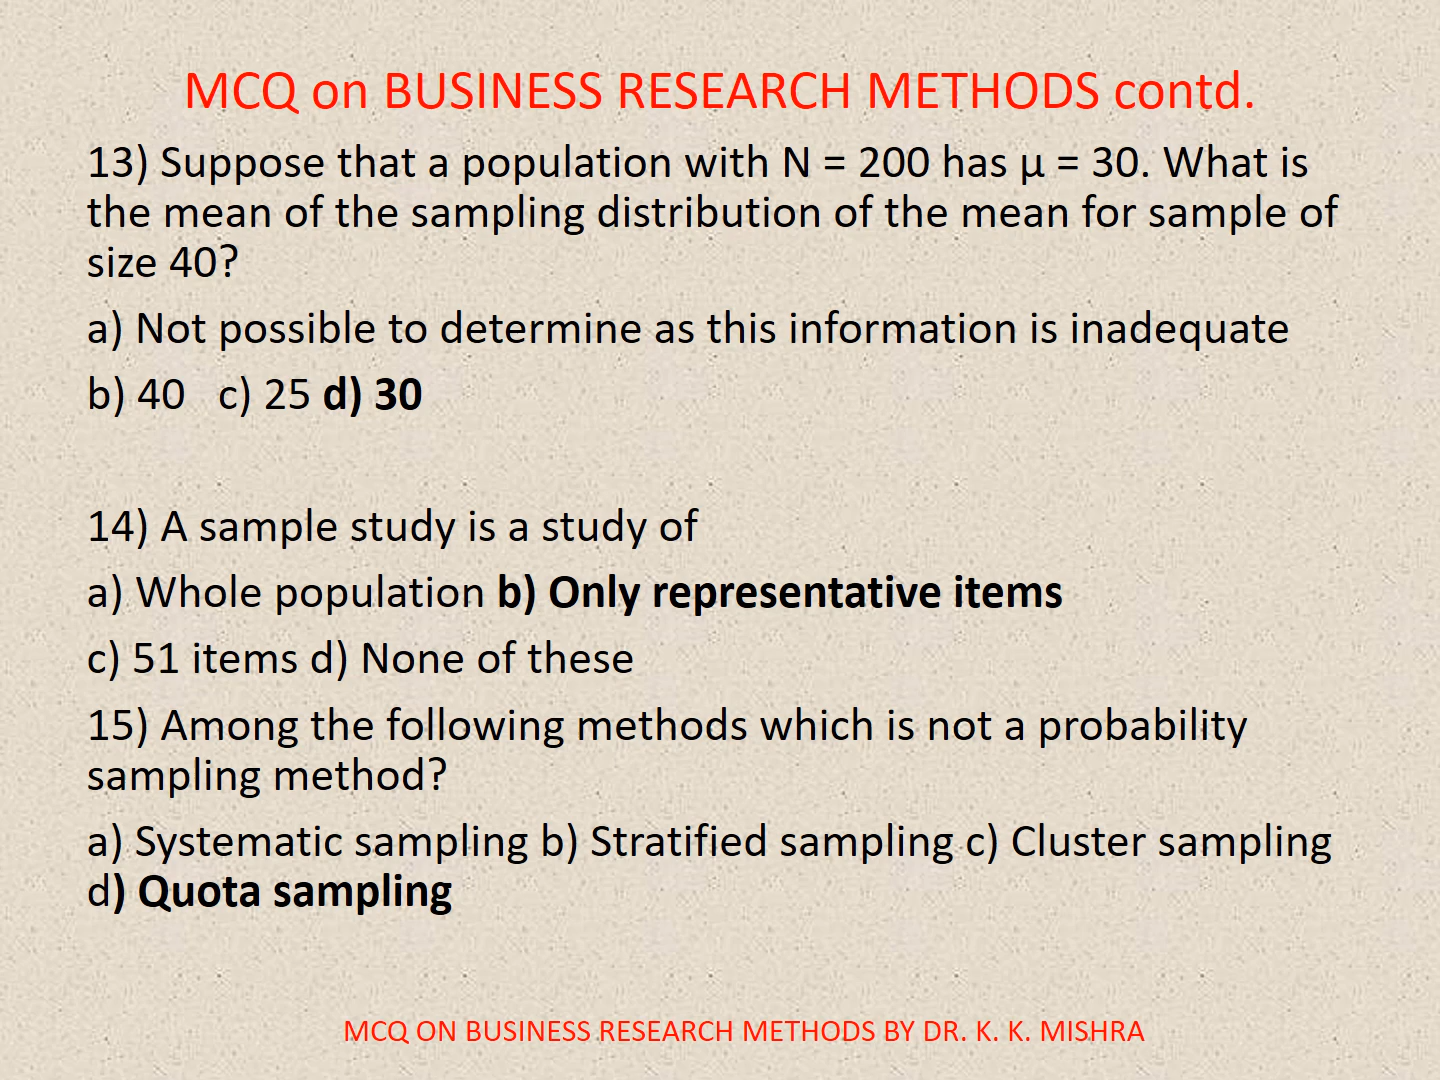 MCQ on BUSINESS RESEARCH METHODS contd.
13) Suppose that a population with N = 200 has µ = 30. What is
the mean of the sampling distribution of the mean for sample of
size 40?
a) Not possible to determine as this information is inadequate
b) 40 c) 25 d) 30
14) A sample study is a study of
a) Whole population b) Only representative items
c) 51 items d) None of these
15) Among the following methods which is not a probability
sampling method?
a) Systematic sampling b) Stratified sampling c) Cluster sampling
d) Quota sampling
MCQ ON BUSINESS RESEARCH METHODS BY DR. K. K. MISHRA